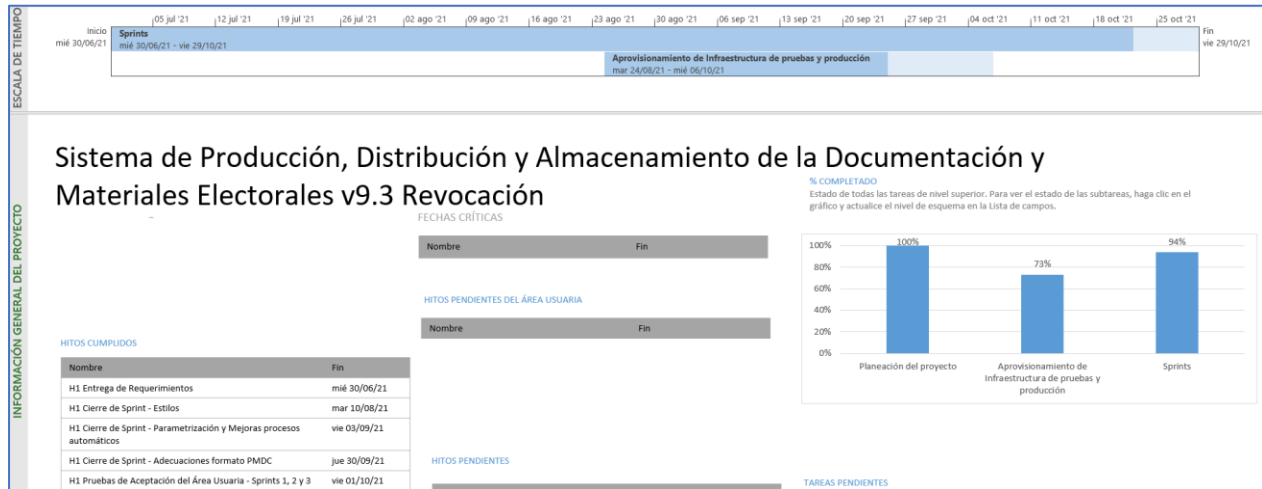 ESCALA DE TIEMPO
05 jul '21 12 jul '21 19 jul '21 26 jul '21 02 ago '21 09 ago '21 16 ago '21 23 ago '21 30 ago '21 06 sep '21 13 sep '21 20 sep '21 27 sep '21 04 oct '21 11 oct '21 18 oct '21 25 oct '21
Inicio
mié 30/06/21
Sprints
mié 30/06/21 - vie 29/10/21
Fin
vie 29/10/21
Aprovisionamiento de Infraestructura de pruebas y producción
mar 24/08/21 - mié 06/10/21
INFORMACIÓN GENERAL DEL PROYECTO
Sistema de Producción, Distribución y Almacenamiento de la Documentación y
Materiales Electorales v9.3 Revocación
HITOS CUMPLIDOS
Nombre Fin
H1 Entrega de Requerimientos mié 30/06/21
H1 Cierre de Sprint - Estilos mar 10/08/21
H1 Cierre de Sprint - Parametrización y Mejoras procesos vie 03/09/21
automáticos
H1 Cierre de Sprint - Adecuaciones formato PMDC jue 30/09/21
H1 Pruebas de Aceptación del Área Usuaria - Sprints 1, 2 y 3 vie 01/10/21
FECHAS CRÍTICAS
Nombre Fin
HITOS PENDIENTES DEL ÁREA USUARIA
Nombre Fin
HITOS PENDIENTES
% COMPLETADO
Estado de todas las tareas de nivel superior. Para ver el estado de las subtareas, haga clic en el
gráfico y actualice el nivel de esquema en la Lista de campos.
100%
80%
60%
40%
20%
0%
100%
73%
94%
Planeación del proyecto
Aprovisionamiento de
Infraestructura de pruebas y
producción
Sprints
TAREAS PENDIENTES